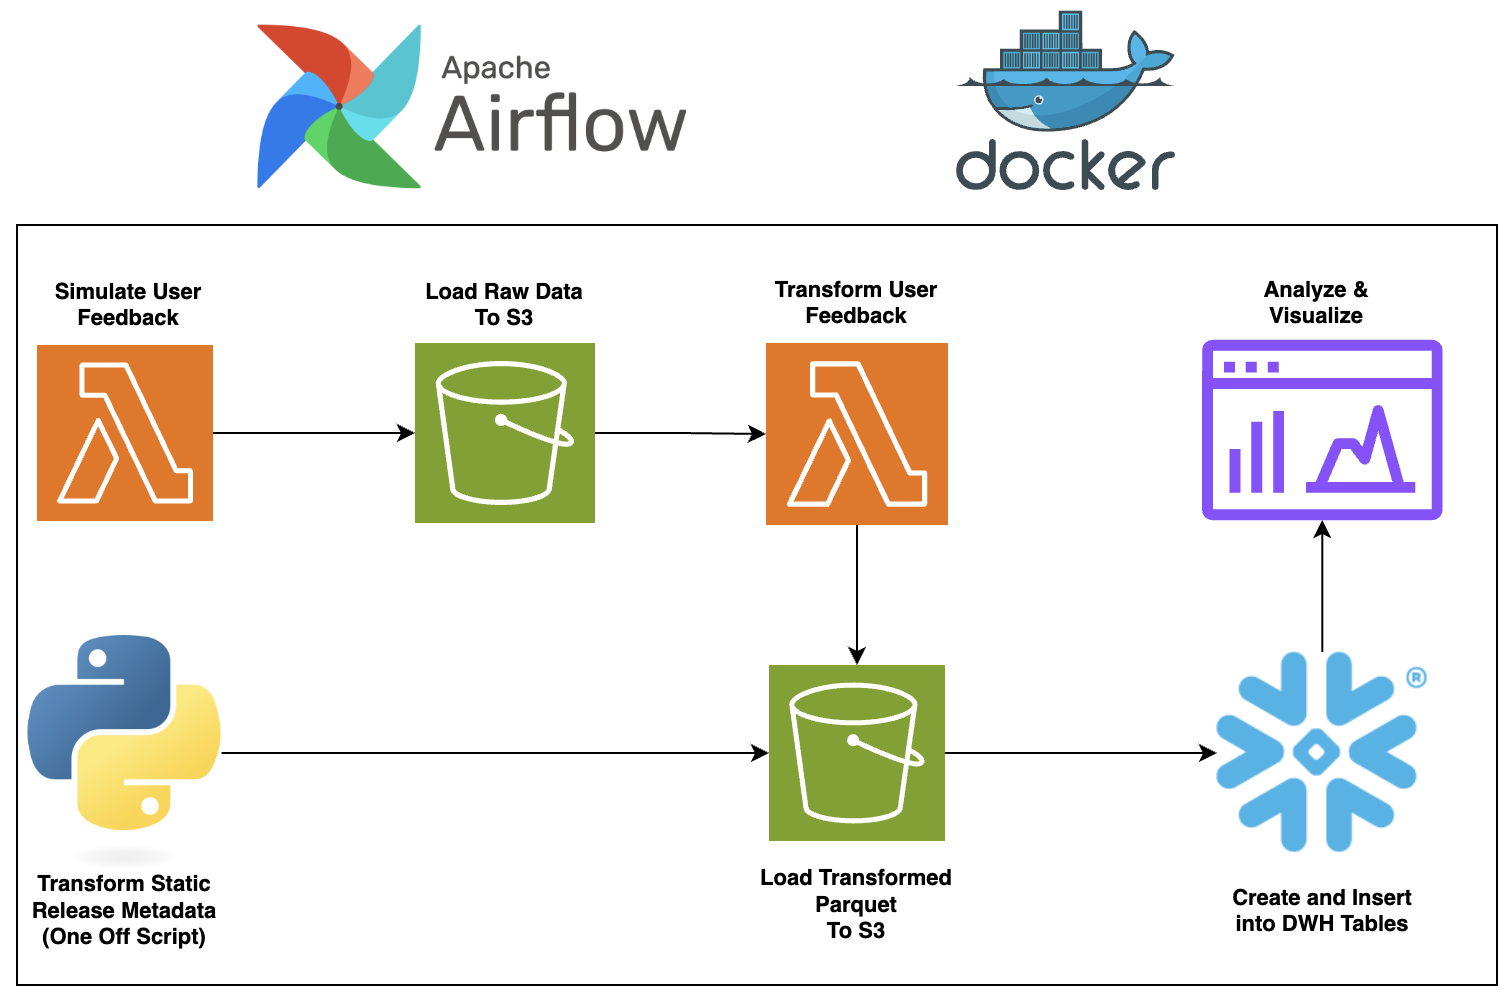 Apache
Airflow
docker
Simulate User
Feedback
Load Raw Data
To S3
Transform User
Feedback
Analyze &
Visualize
®
Transform Static
Release Metadata
(One Off Script)
Load Transformed
Parquet
To S3
Create and Insert
into DWH Tables